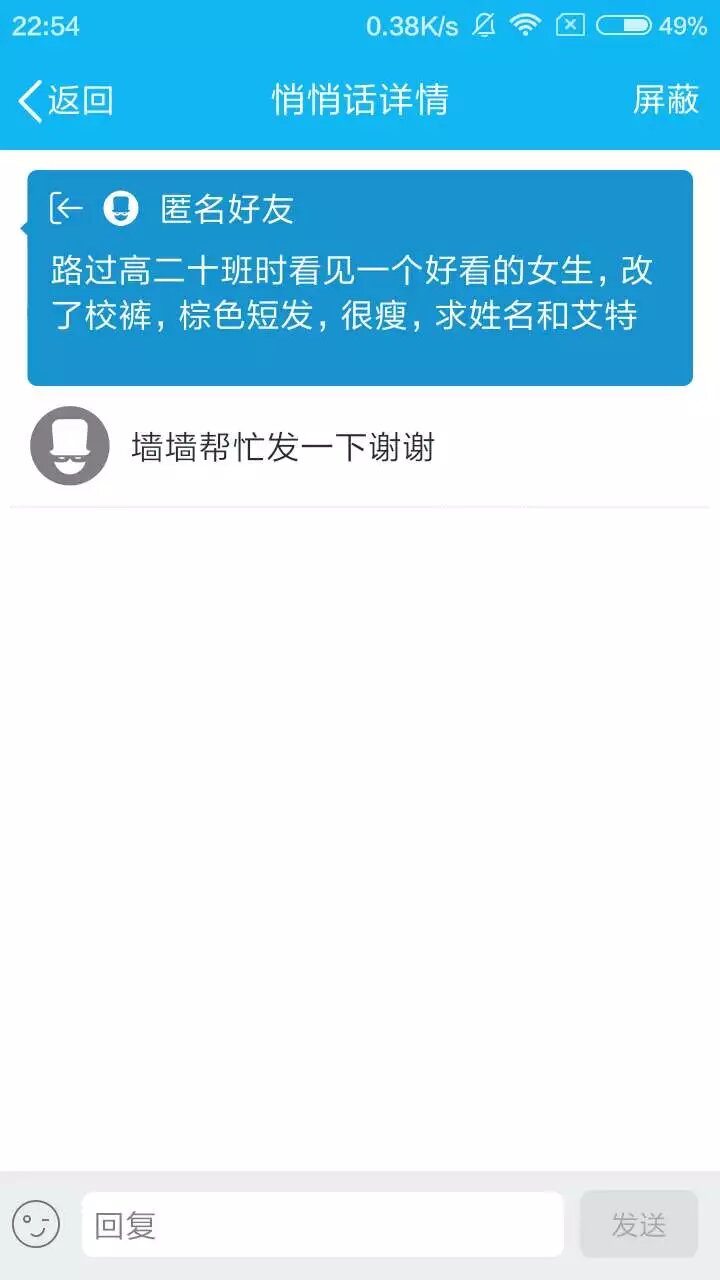 22:54 0.38K/s 49%
返回 悄悄话详情 屏蔽
匿名好友
路过高二十班时看见一个好看的女生，改
了校裤，棕色短发，很瘦，求姓名和艾特
墙墙帮忙发一下谢谢
回复 发送